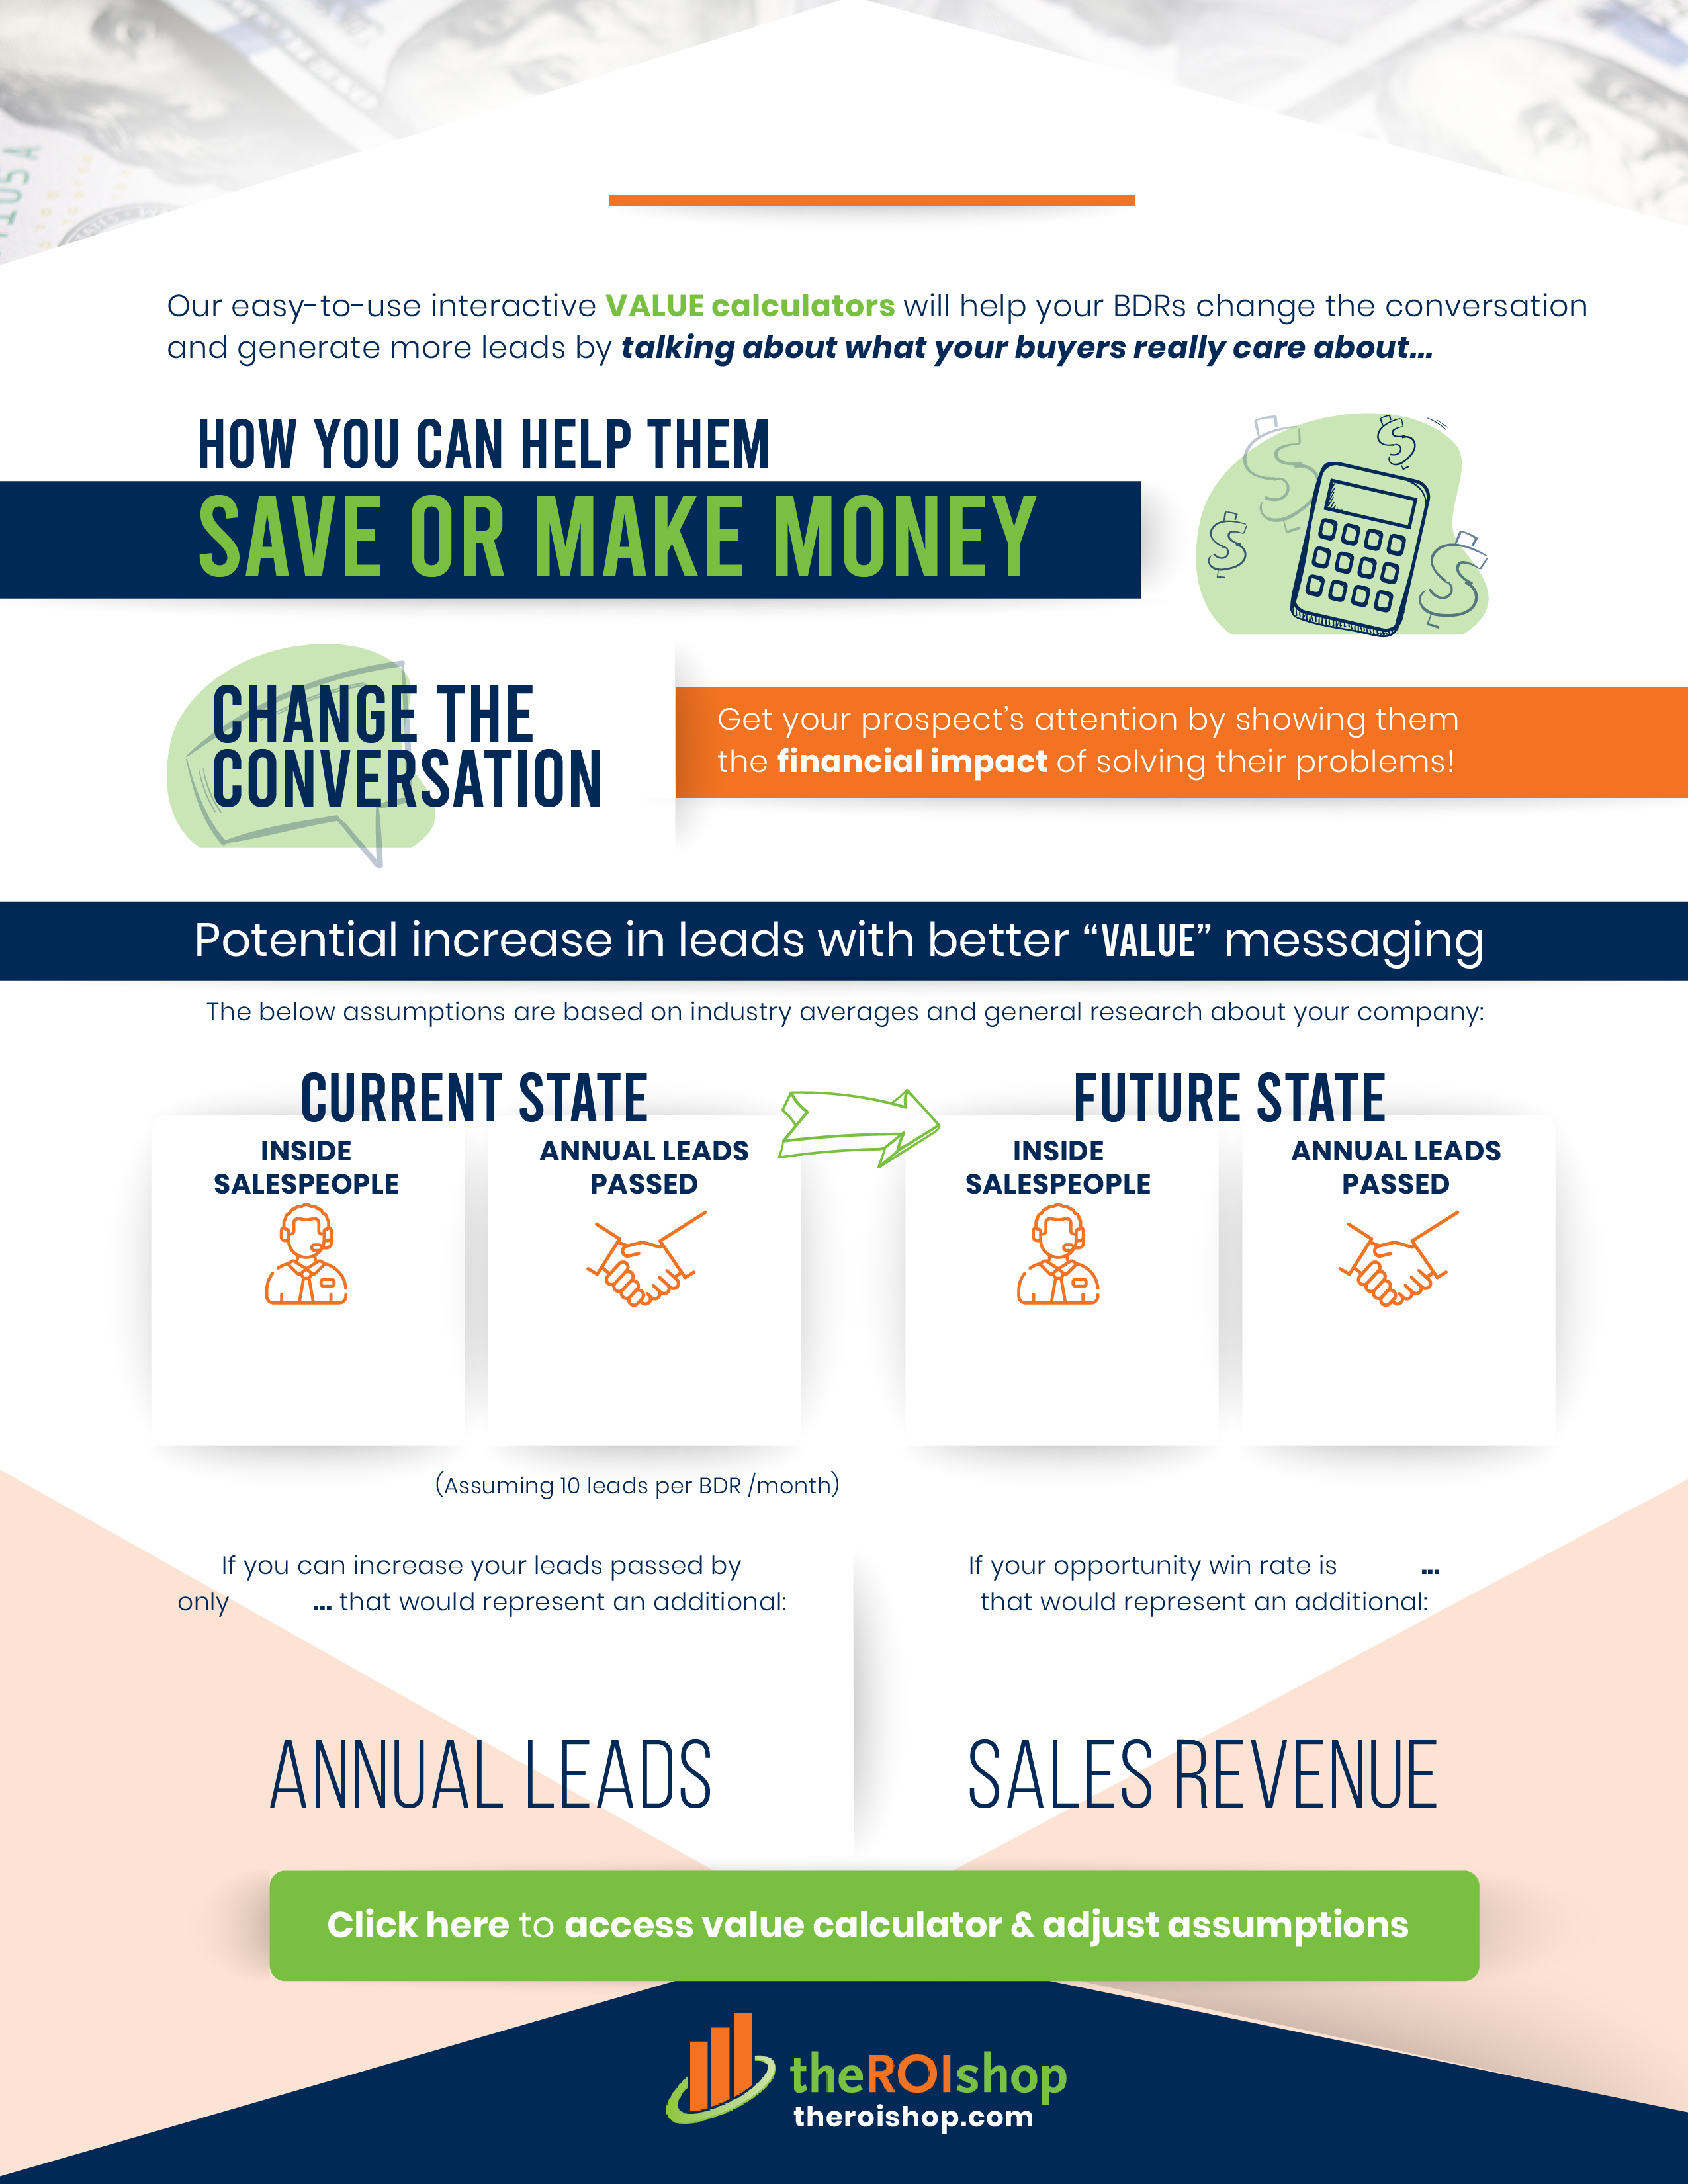 Our easy-to-use interactive VALUE calculators will help your BDRs change the conversation
and generate more leads by talking about what your buyers really care about...
HOW YOU CAN HELP THEM
SAVE OR MAKE MONEY
CHANGE THE
CONVERSATION
Get your prospect's attention by showing them
the financial impact of solving their problems!
Potential increase in leads with better “VALUE” messaging
The below assumptions are based on industry averages and general research about your company:
CURRENT STATE
INSIDE
SALESPEOPLE
ANNUAL LEADS
PASSED
(Assuming 10 leads per BDR /month)
FUTURE STATE
INSIDE
SALESPEOPLE
ANNUAL LEADS
PASSED
If you can increase your leads passed by
only ... that would represent an additional:
ANNUAL LEADS
If your opportunity win rate is ...
that would represent an additional:
SALES REVENUE
Click here to access value calculator & adjust assumptions
theROIshop
theroishop.com